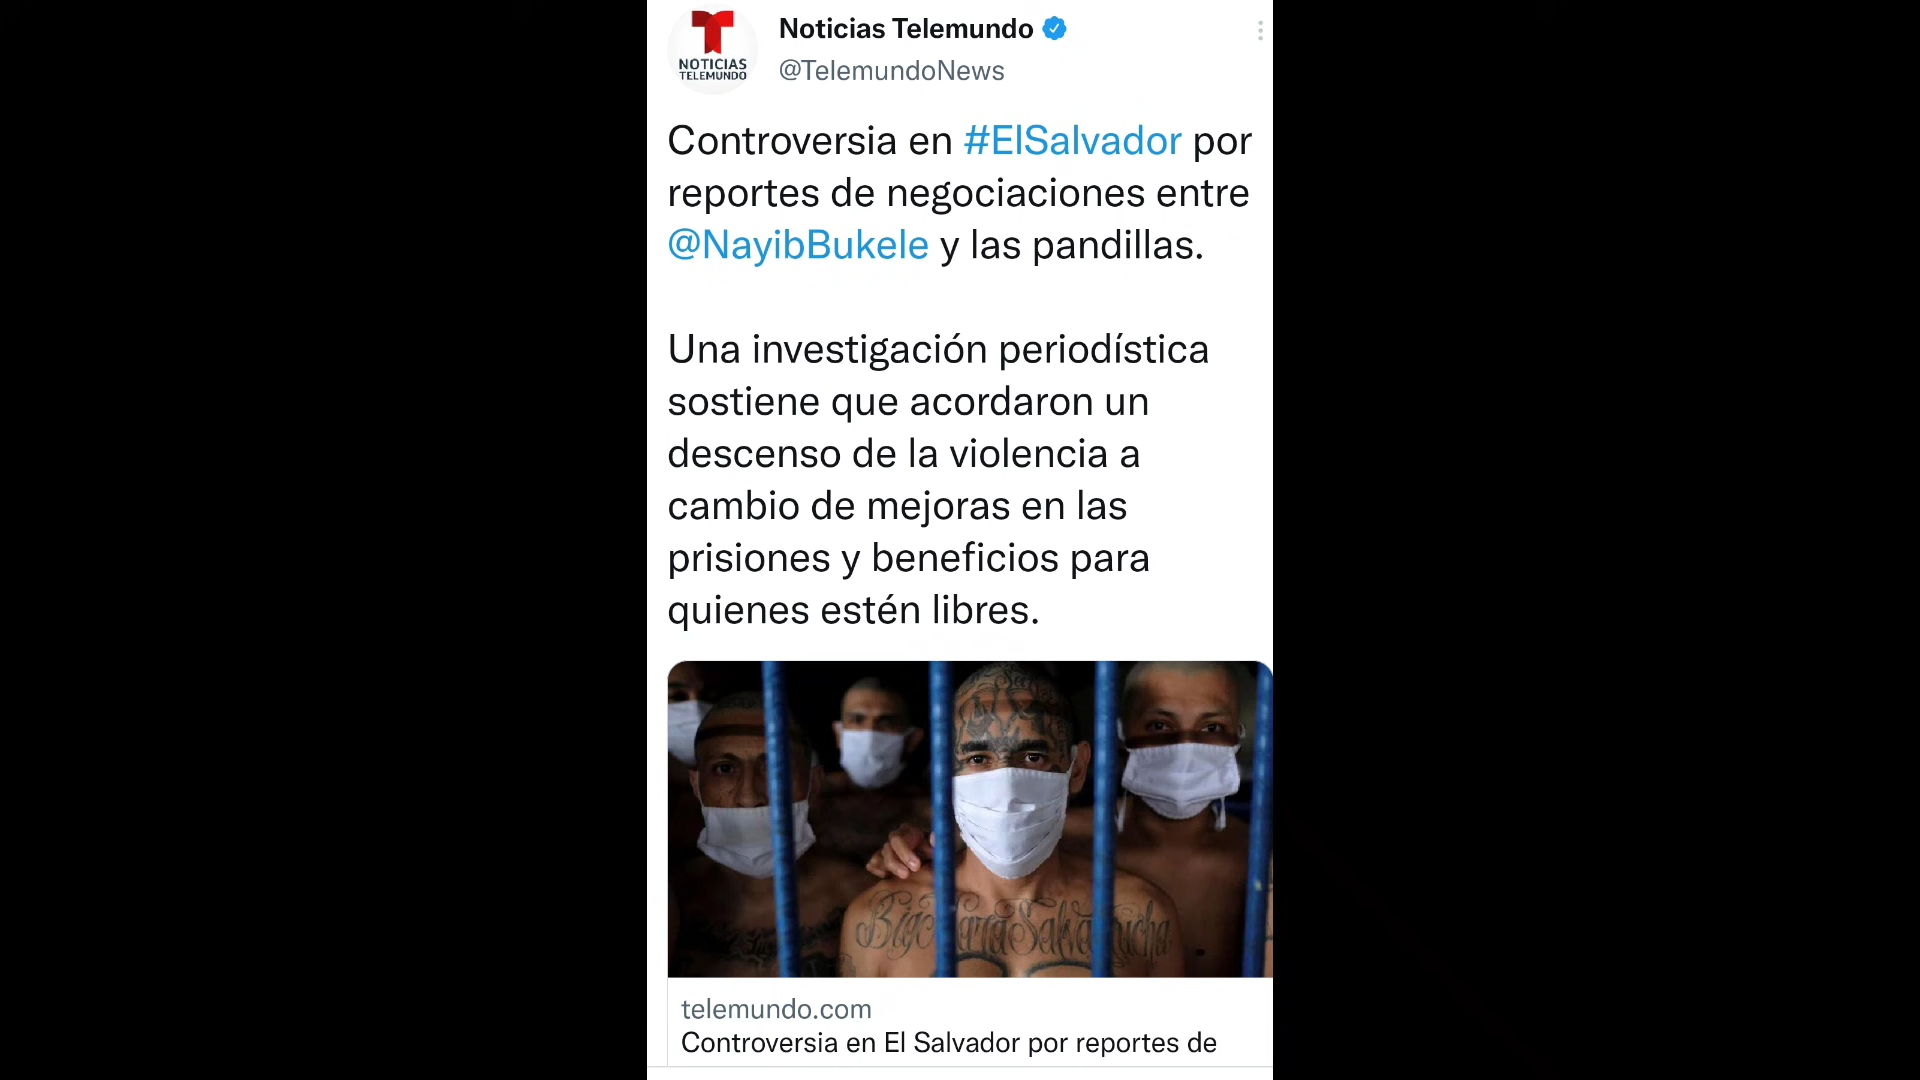 Noticias Telemundo
NOTICIAS
TELEMUNDO
@TelemundoNews
Controversia en #ElSalvador por
reportes de negociaciones entre
@NayibBukele y las pandillas.
Una investigación periodística
sostiene que acordaron un
descenso de la violencia a
cambio de mejoras en las
prisiones y beneficios para
quienes estén libres.
telemundo.com
Controversia en El Salvador por reportes de